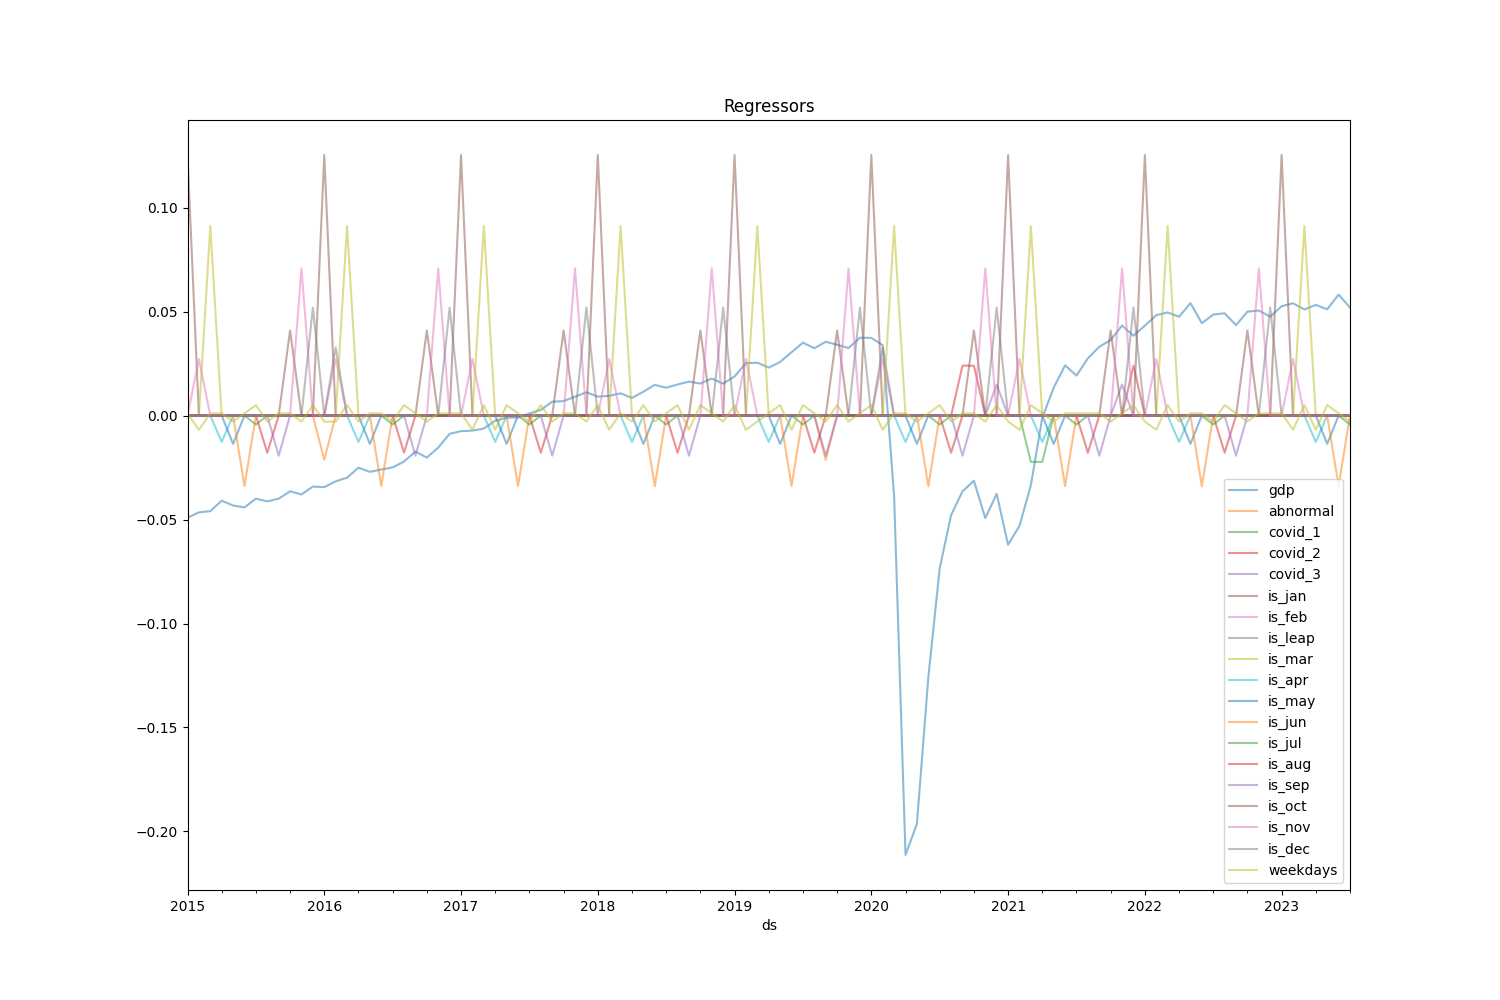 Regressors
0.10
0.05
0.00
−0.05
−0.10
−0.15
−0.20
2015 2016 2017 2018 2019 2020 2021 2022 2023
ds
gdp
abnormal
covid_1
covid_2
covid_3
is_jan
is_feb
is_leap
is_mar
is_apr
is_may
is_jun
is_jul
is_aug
is_sep
is_oct
is_nov
is_dec
weekdays